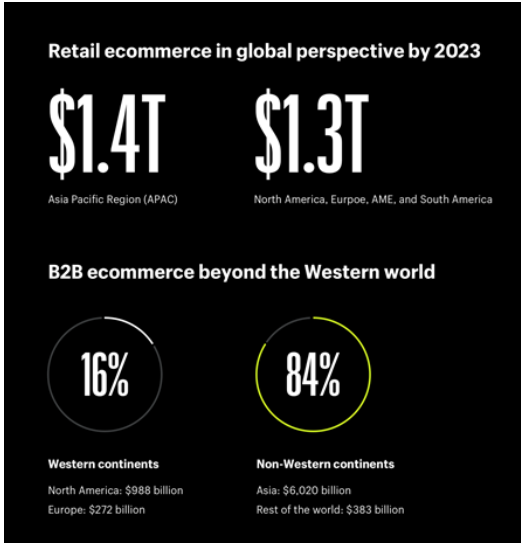 Retail ecommerce in global perspective by 2023
$1.4T
$1.3T
Asia Pacific Region (APAC)
North America, Eurpoe, AME, and South America
B2B ecommerce beyond the Western world
16%
84%
Western continents
North America: $988 billion
Europe: $272 billion
Non-Western continents
Asia: $6,020 billion
Rest of the world: $383 billion